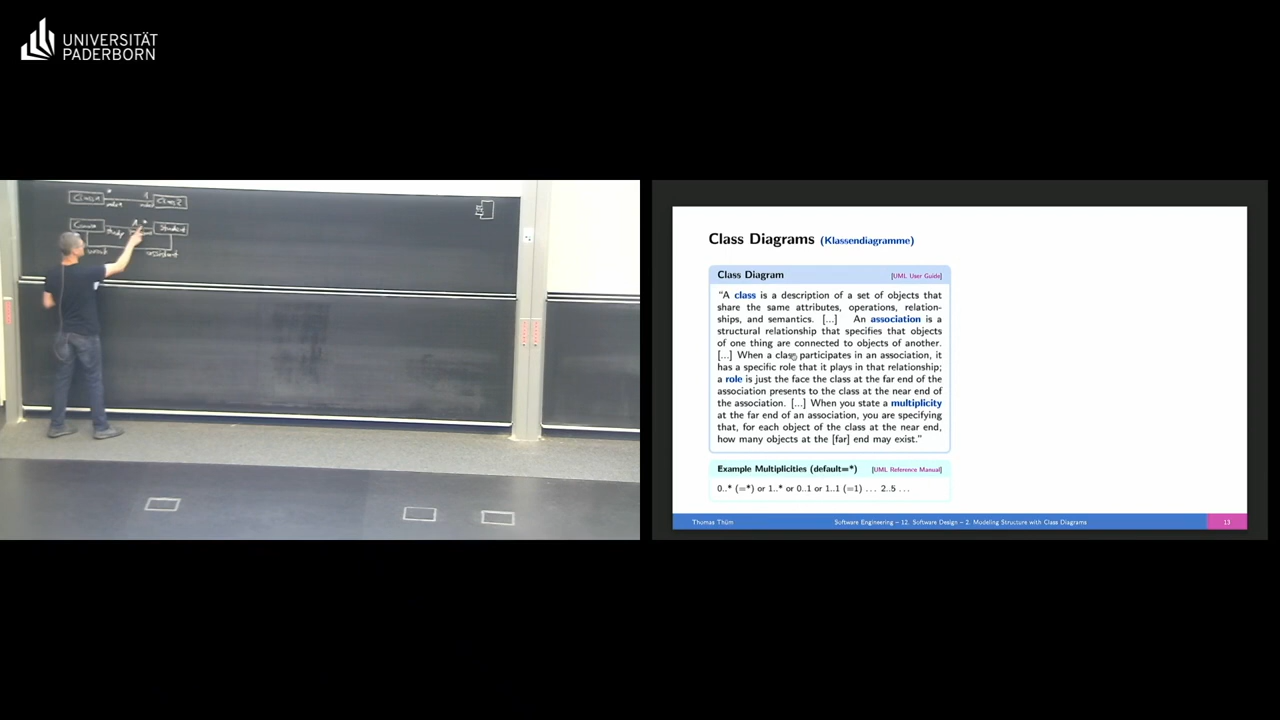 UNIVERSITÄT
PADERBORN
Class Diagrams (Klassendiagramme)
Class Diagram [UML User Guide]
"A class is a description of a set of objects that
share the same attributes, operations, relation-
ships, and semantics. [...] An association is a
structural relationship that specifies that objects
of one thing are connected to objects of another.
[...] When a class participates in an association, it
has a specific role that it plays in that relationship;
a role is just the face the class at the far end of the
association presents to the class at the near end of
the association. [...] When you state a multiplicity
at the far end of an association, you are specifying
that, for each object of the class at the near end,
how many objects at the [far] end may exist."
Example Multiplicities (default=*) [UML Reference Manual]
0..* (=*) or 1..* or 0..1 or 1..1 (=1) ... 2..5 ...
Thomas Thüm Software Engineering – 12. Software Design – 2. Modeling Structure with Class Diagrams 13